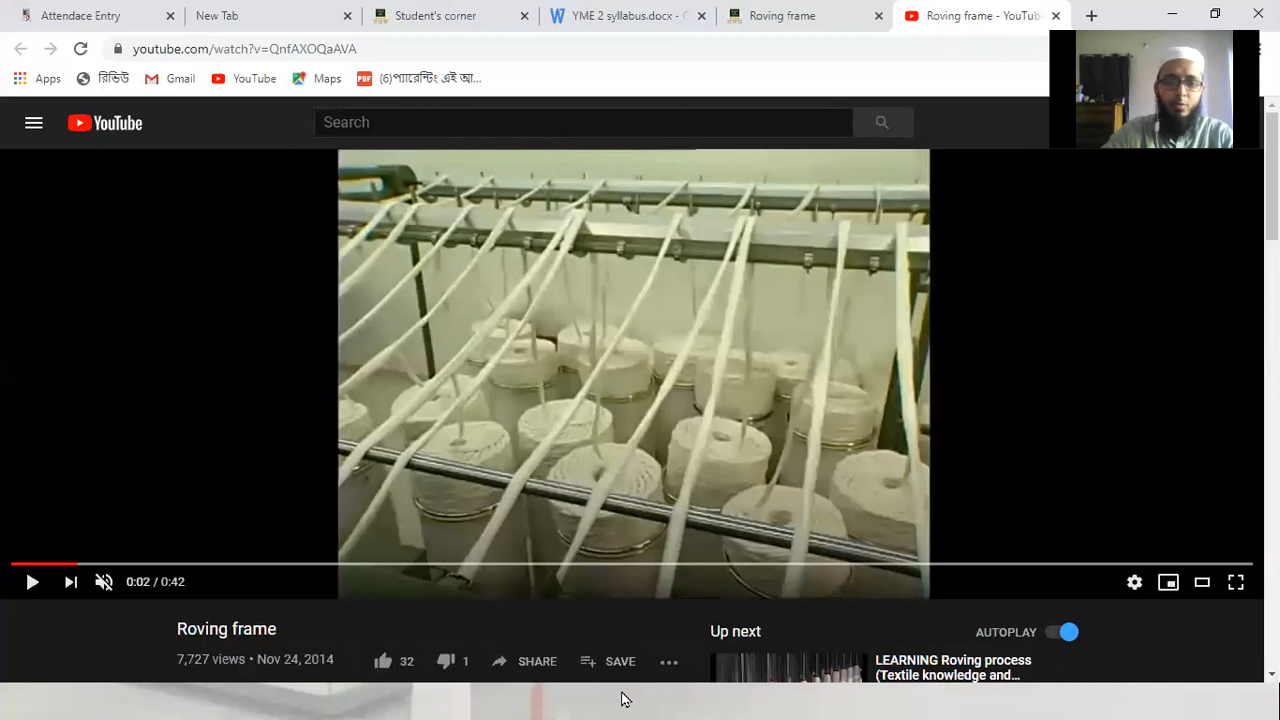 Attendace Entry
New Tab
Student's corner
YME 2 syllabus.docx - G
Roving frame
Roving frame - YouTube
youtube.com/watch?v=QnfAXOQaAVA
Apps
রিভিউ
Gmail
YouTube
Maps
PDF
(6)প্যারেন্টিং এই আ...
YouTube
Search
0:02 / 0:42
Roving frame
7,727 views • Nov 24, 2014
32
1
SHARE
SAVE
Up next
AUTOPLAY
LEARNING Roving process
(Textile knowledge and...